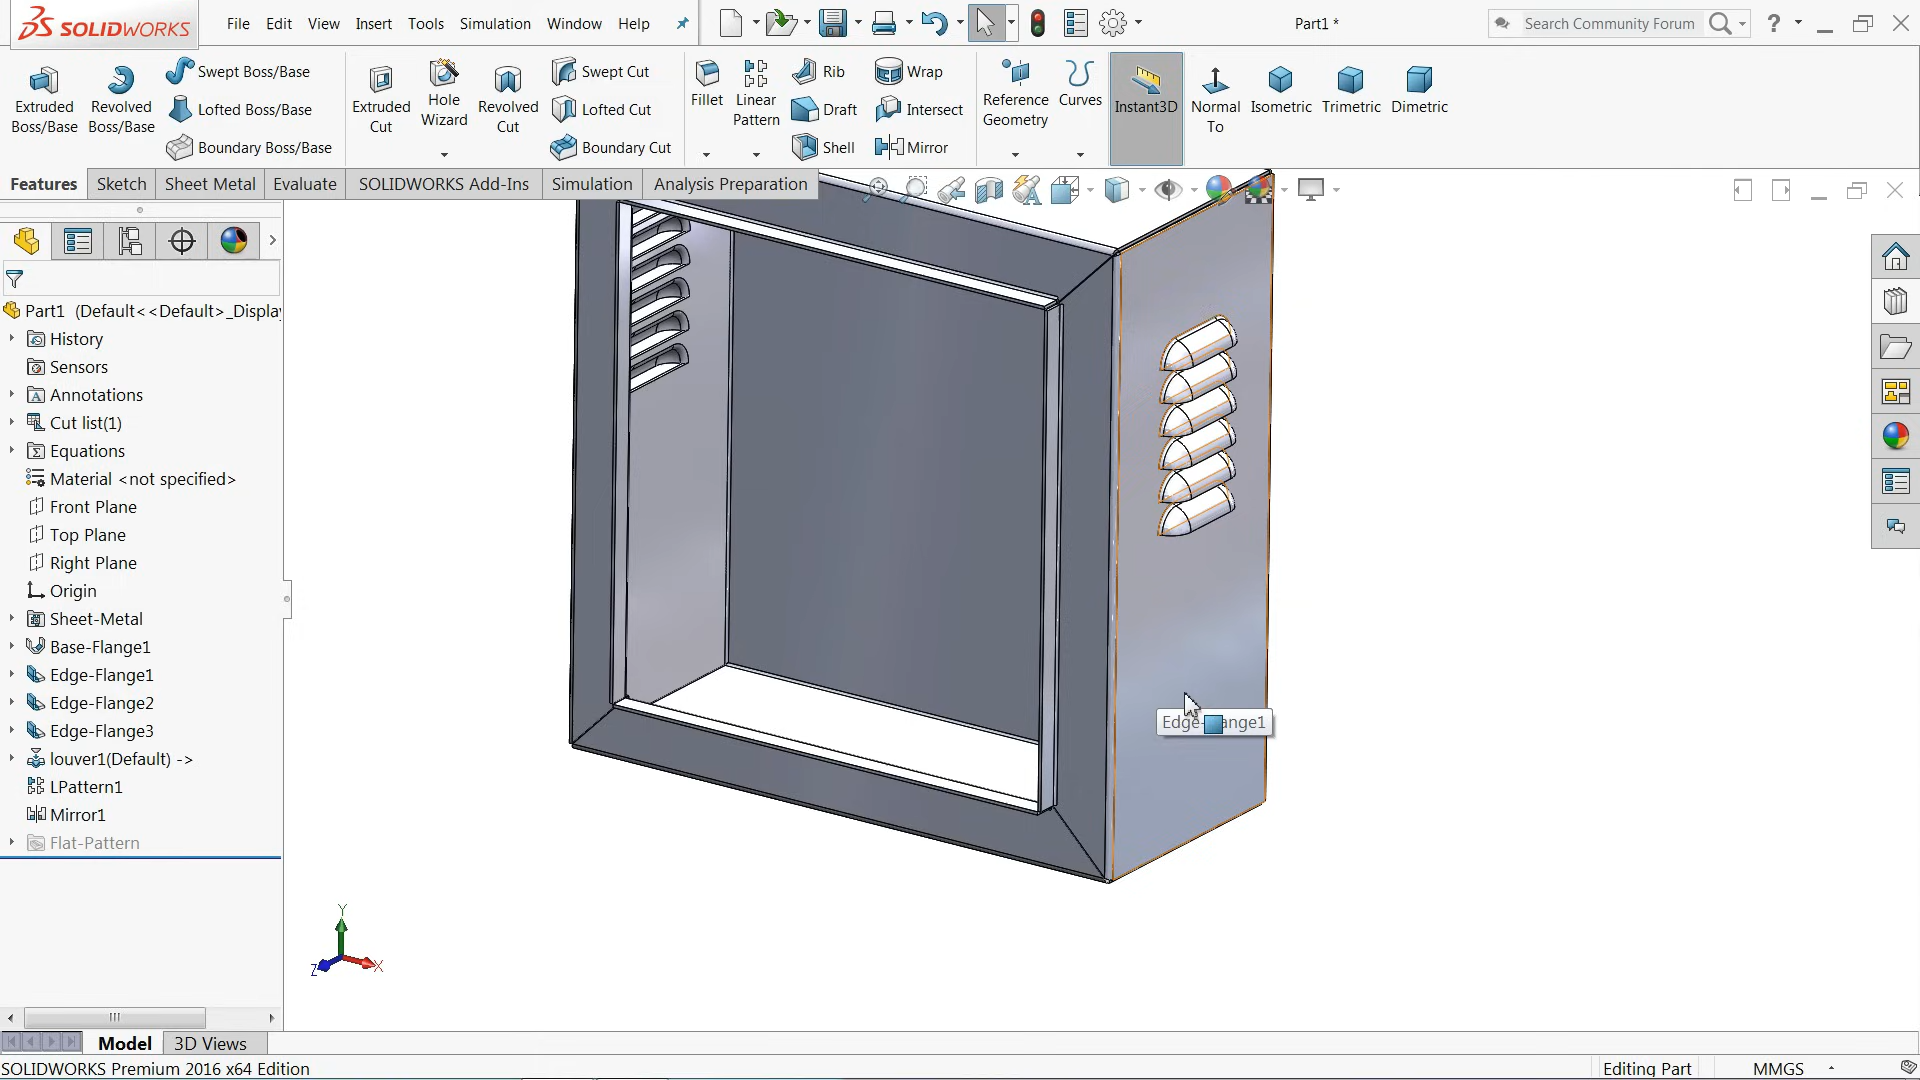 SOLIDWORKS File Edit View Insert Tools Simulation Window Help Part1 * Search Community Forum ?
Extruded Boss/Base
Revolved Boss/Base
Swept Boss/Base
Lofted Boss/Base
Boundary Boss/Base
Extruded Cut
Hole Wizard
Revolved Cut
Swept Cut
Lofted Cut
Boundary Cut
Fillet
Linear Pattern
Rib
Draft
Shell
Wrap
Intersect
Mirror
Reference Geometry
Curves
Instant3D
Normal To
Isometric
Trimetric
Dimetric
Features Sketch Sheet Metal Evaluate SOLIDWORKS Add-Ins Simulation Analysis Preparation
Part1 (Default<<Default>_Displa
History
Sensors
Annotations
Cut list(1)
Equations
Material <not specified>
Front Plane
Top Plane
Right Plane
Origin
Sheet-Metal
Base-Flange1
Edge-Flange1
Edge-Flange2
Edge-Flange3
louver1(Default) ->
LPattern1
Mirror1
Flat-Pattern
Y
Z
X
Model 3D Views
SOLIDWORKS Premium 2016 x64 Edition Editing Part MMGS